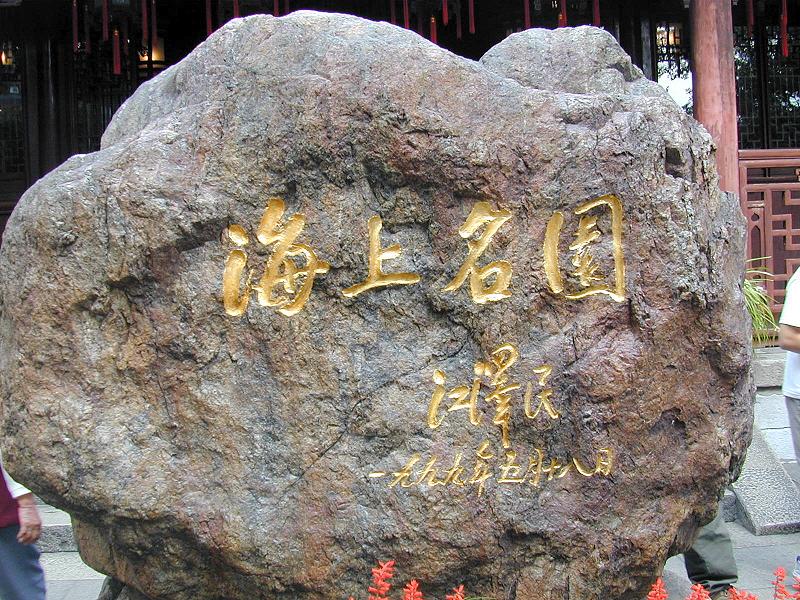 海上名園
江澤民
一九九九年五月十八日